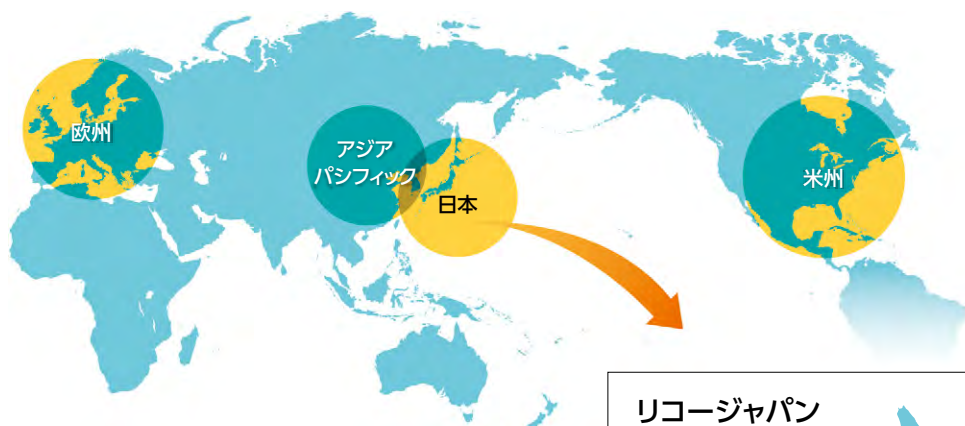 欧州
アジア
パシフィック
日本
米州
リコージャパン